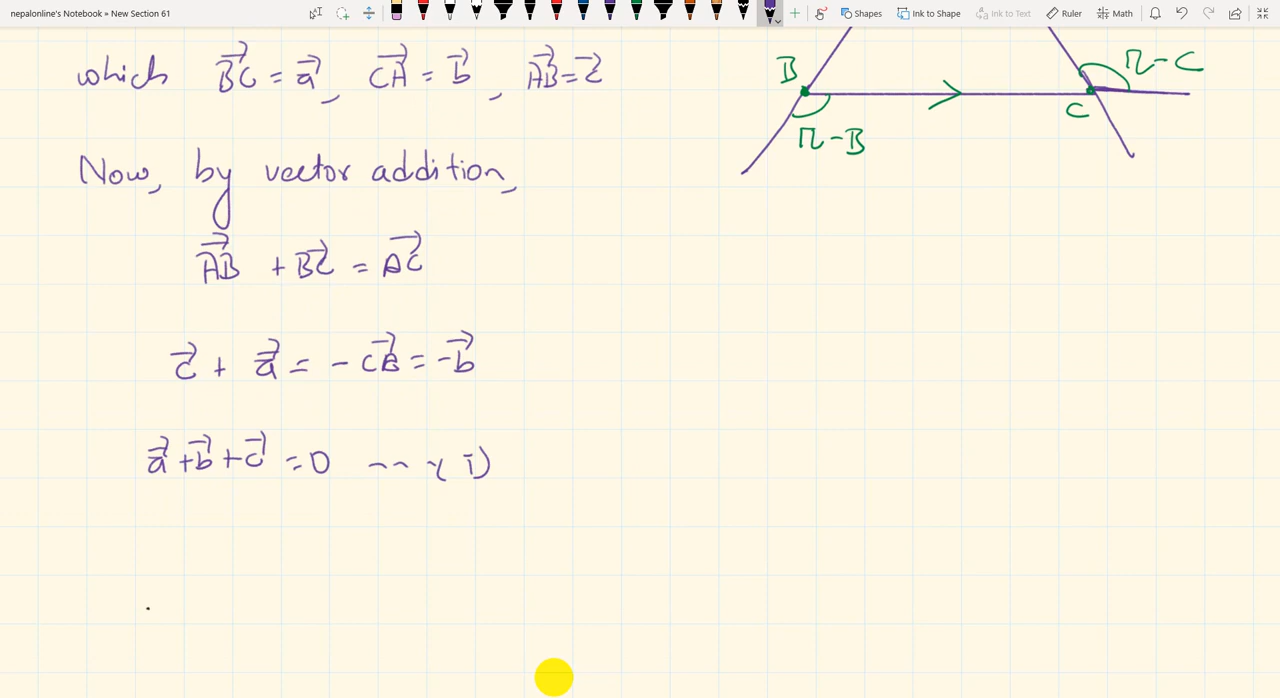 nepalonline's Notebook » New Section 61
Shapes Ink to Shape Ink to Text Ruler Math
which BC⃗ = a⃗, CA⃗ = b⃗, AB⃗ = c⃗
B
π-C
C
π-B
Now, by vector addition,
AB⃗ + BC⃗ = AC⃗
c⃗ + a⃗ = - CA⃗ = -b⃗
a⃗ + b⃗ + c⃗ = 0 --- (i)